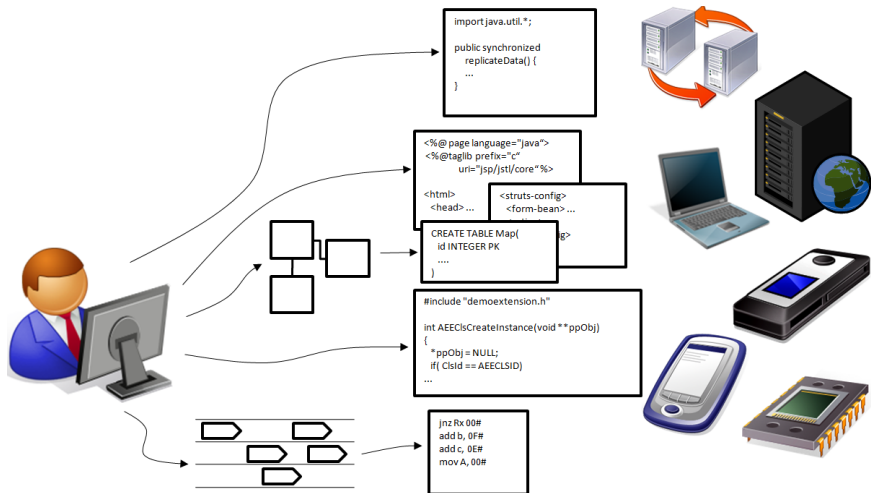 import java.util.*;
public synchronized
replicateData() {
...
}
<%@ page language="java">
<%@taglib prefix="c"
uri="jsp/jstl/core"%>
<html>
<head> ...
<struts-config>
<form-bean> ...
CREATE TABLE Map(
id INTEGER PK
....
)
#include "demoextension.h"
int AEEClsCreateInstance(void **ppObj)
{
*ppObj = NULL;
if( ClsId == AEECLSID)
...
jnz Rx 00#
add b, 0F#
add c, 0E#
mov A, 00#